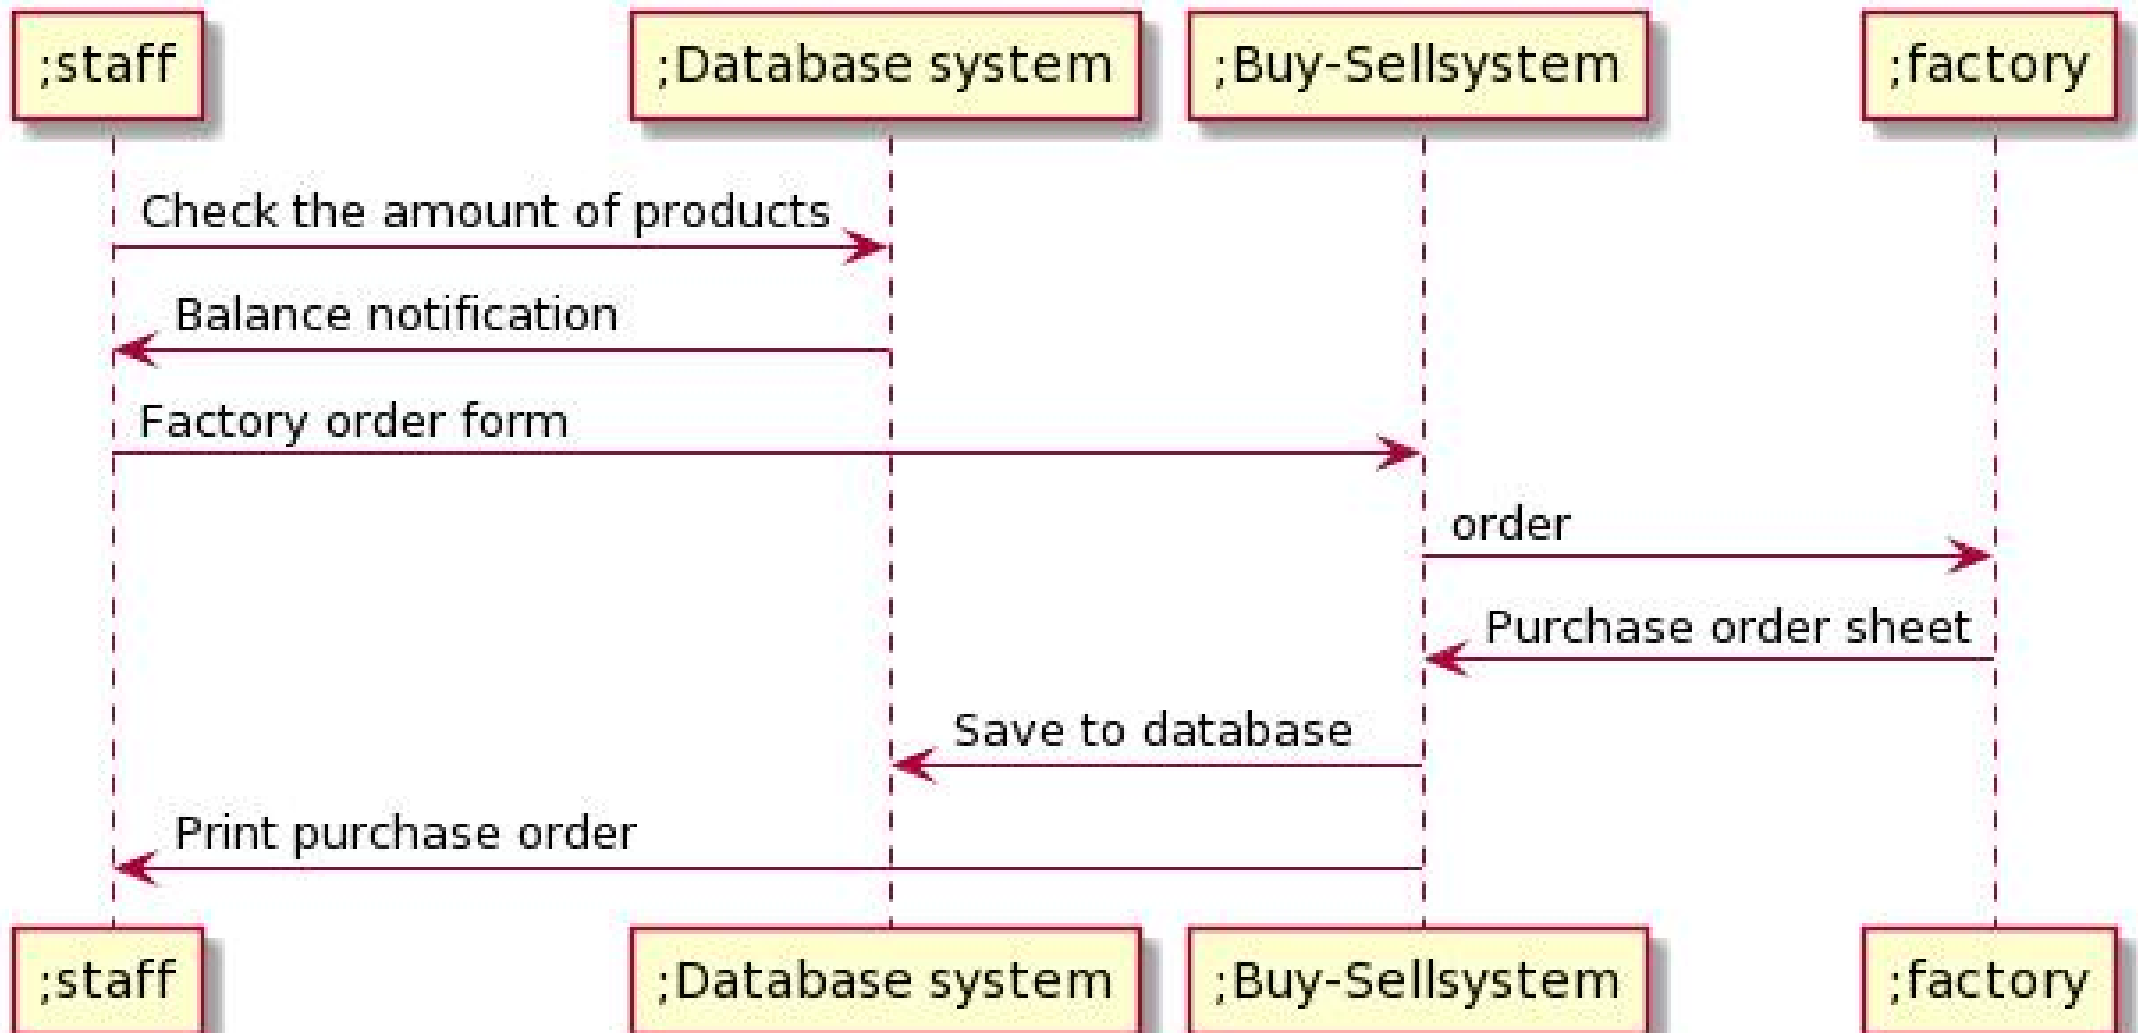 ;staff
;Database system
;Buy-Sellsystem
;factory
Check the amount of products
Balance notification
Factory order form
order
Purchase order sheet
Save to database
Print purchase order
;staff
;Database system
;Buy-Sellsystem
;factory